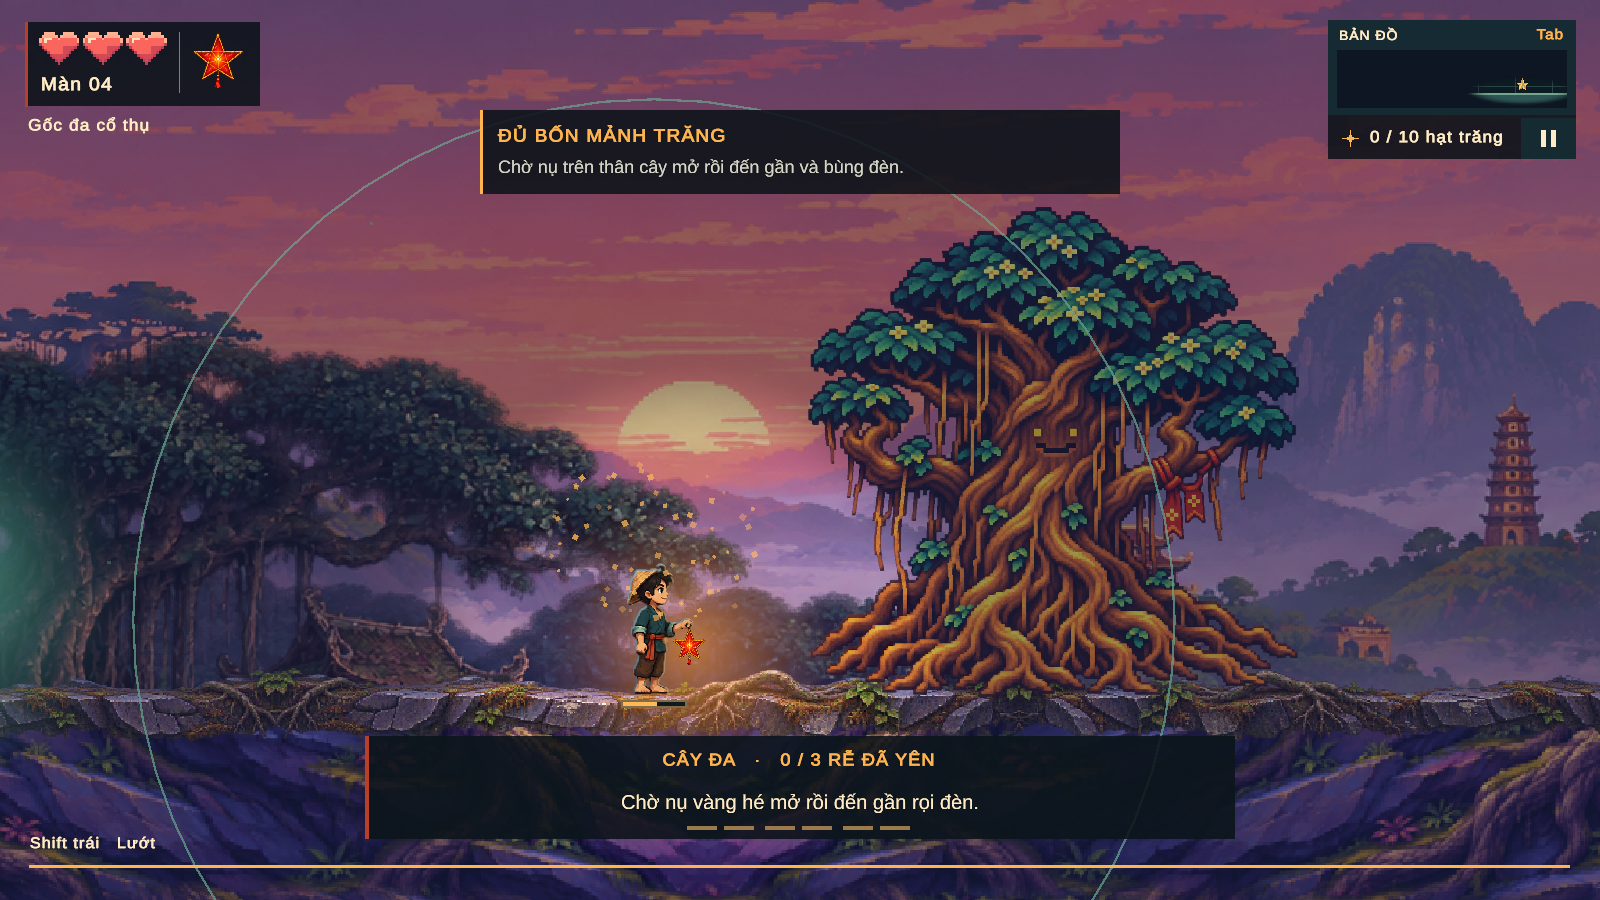 Màn 04
Gốc đa cổ thụ
BẢN ĐỒ Tab
0 / 10 hạt trăng
ĐỦ BỐN MẢNH TRĂNG
Chờ nụ trên thân cây mở rồi đến gần và bùng đèn.
CÂY ĐA · 0 / 3 RỄ ĐÃ YÊN
Chờ nụ vàng hé mở rồi đến gần rọi đèn.
Shift trái Lướt